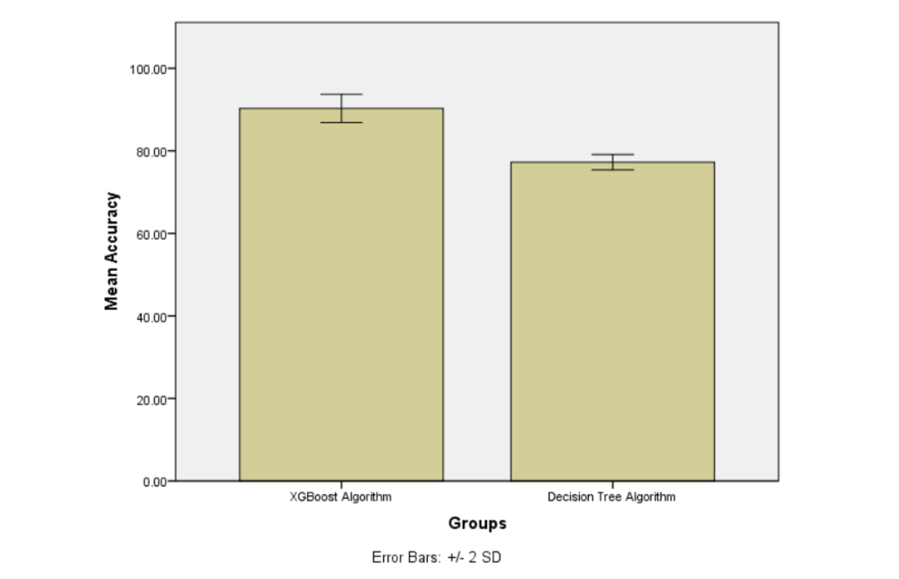 100.00
80.00
60.00
40.00
20.00
0.00
Mean Accuracy
XGBoost Algorithm
Decision Tree Algorithm
Groups
Error Bars: +/- 2 SD